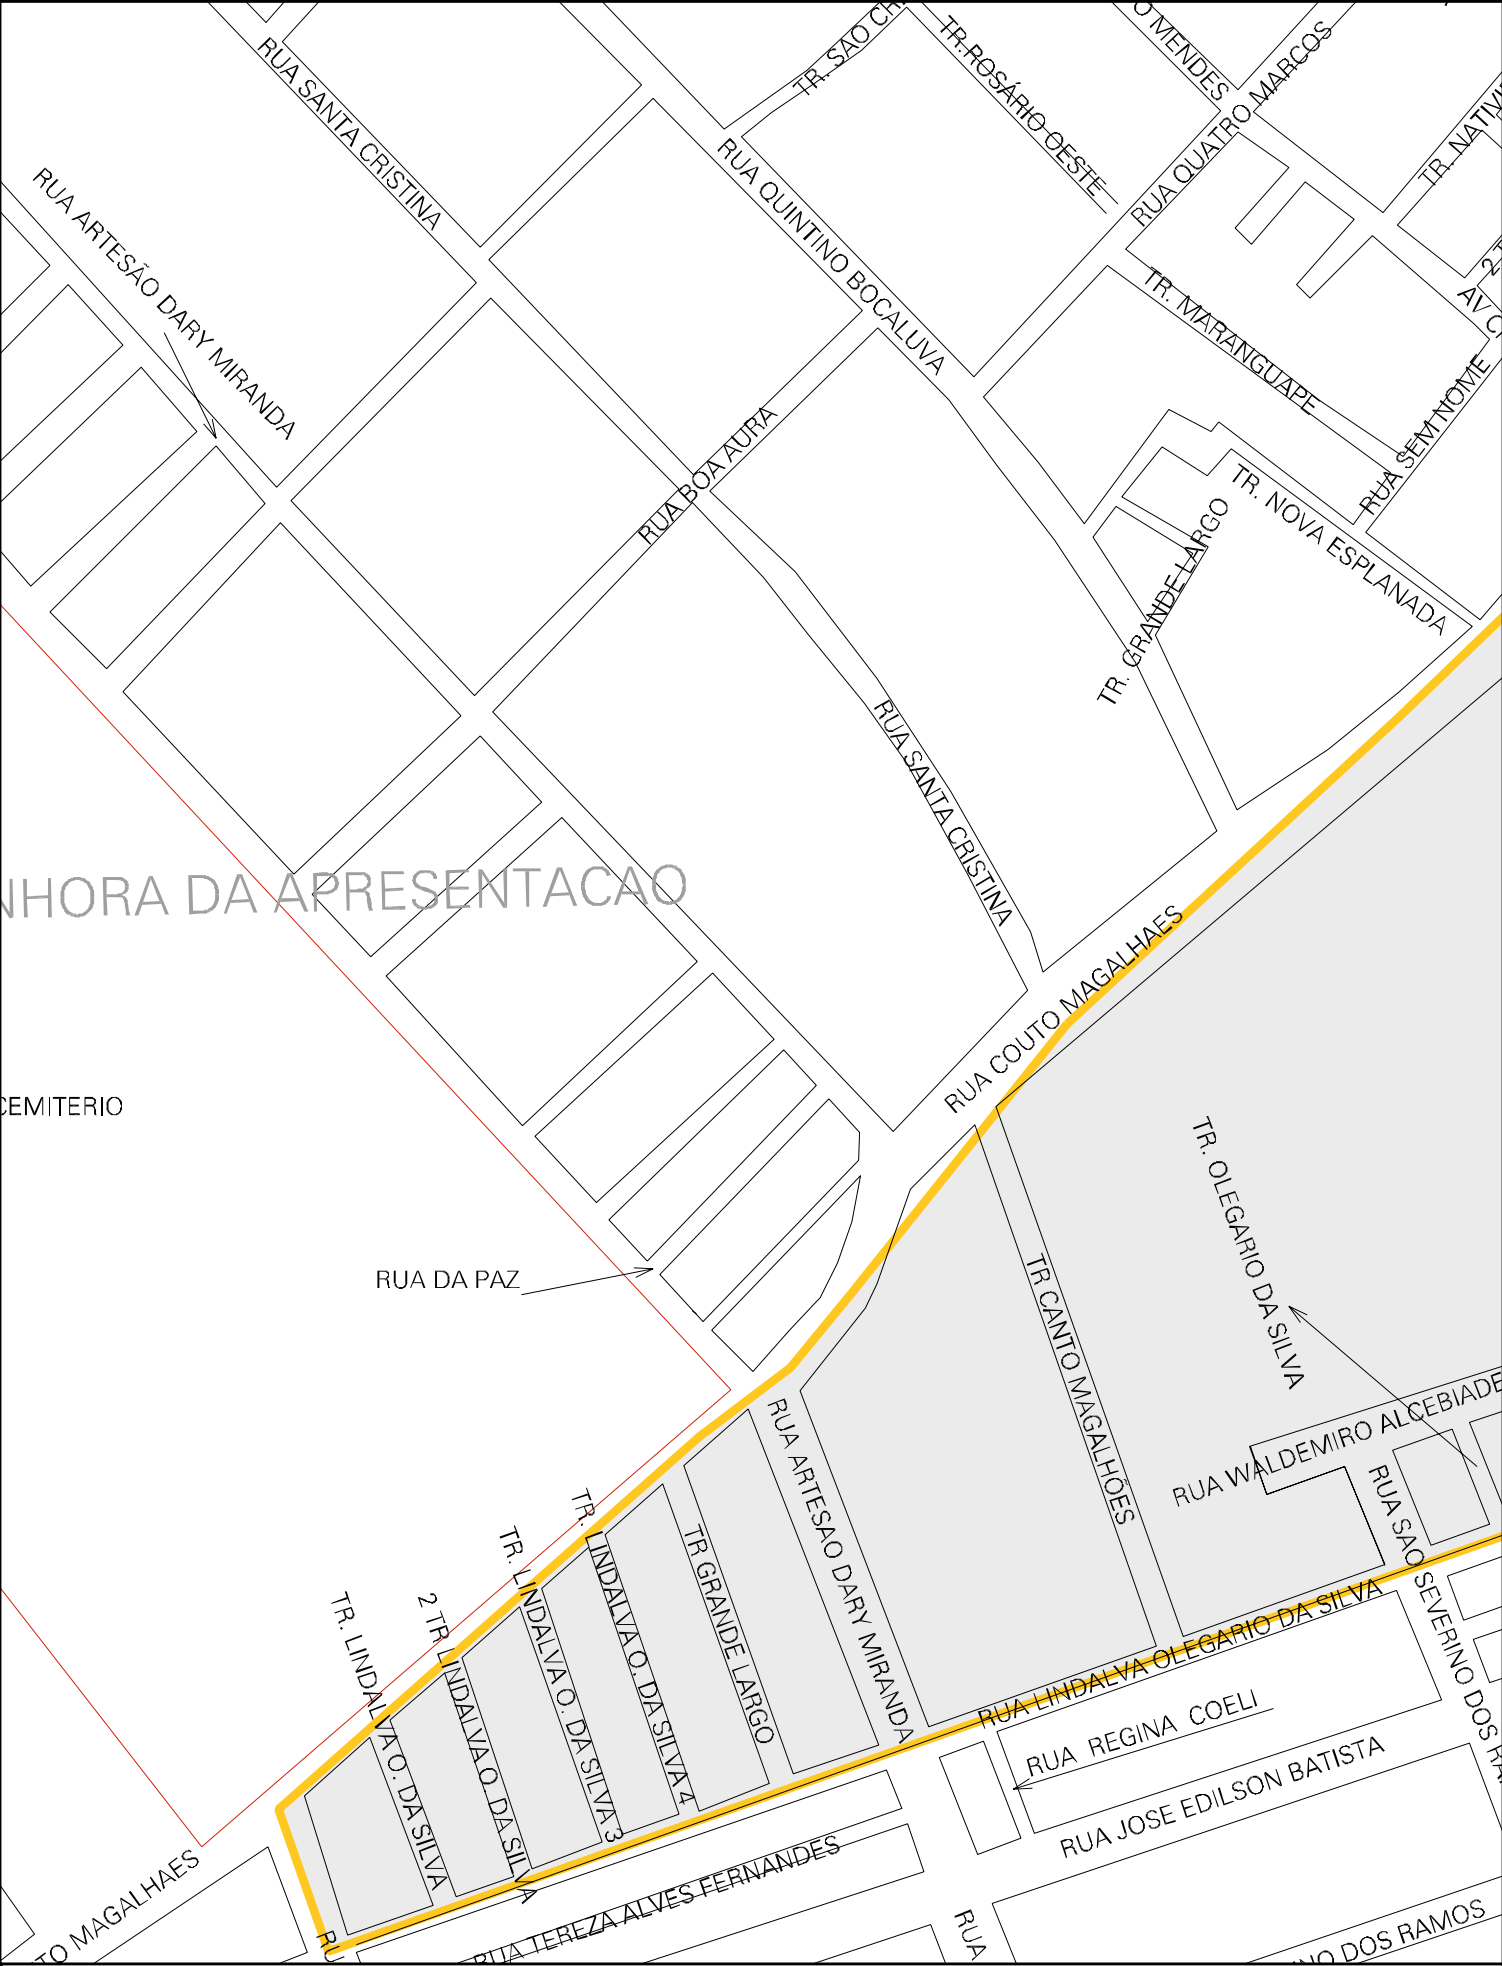 RUA SANTA CRISTINA
TR. SAO
TR.ROSÁRIO OESTE
O MENDES
RUA QUATRO MARCOS
RUA ARTESÃO DARY MIRANDA
RUA QUINTINO BOCALUVA
TR. MARANGUAPE
RUA SEM NOME
RUA BOA AURA
TR. NOVA ESPLANADA
TR. GRANDE LARGO
RUA SANTA CRISTINA
NHORA DA APRESENTACAO
RUA COUTO MAGALHAES
CEMITERIO
TR. OLEGARIO DA SILVA
RUA DA PAZ
TR CANTO MAGALHÕES
RUA WALDEMIRO ALCEBIADE
RUA ARTESAO DARY MIRANDA
RUA SAO SEVERINO DOS
TR. LINDALVA O. DA SILVA 4
TR GRANDE LARGO
TR. LINDALVA O. DA SILVA 3
2 TR LINDALVA O. DA SILVA
TR. LINDALVA O. DA SILVA
RUA LINDALVA OLEGARIO DA SILVA
RUA REGINA COELI
RUA JOSE EDILSON BATISTA
TO MAGALHAES
RUA TEREZA ALVES FERNANDES
RUA
NO DOS RAMOS